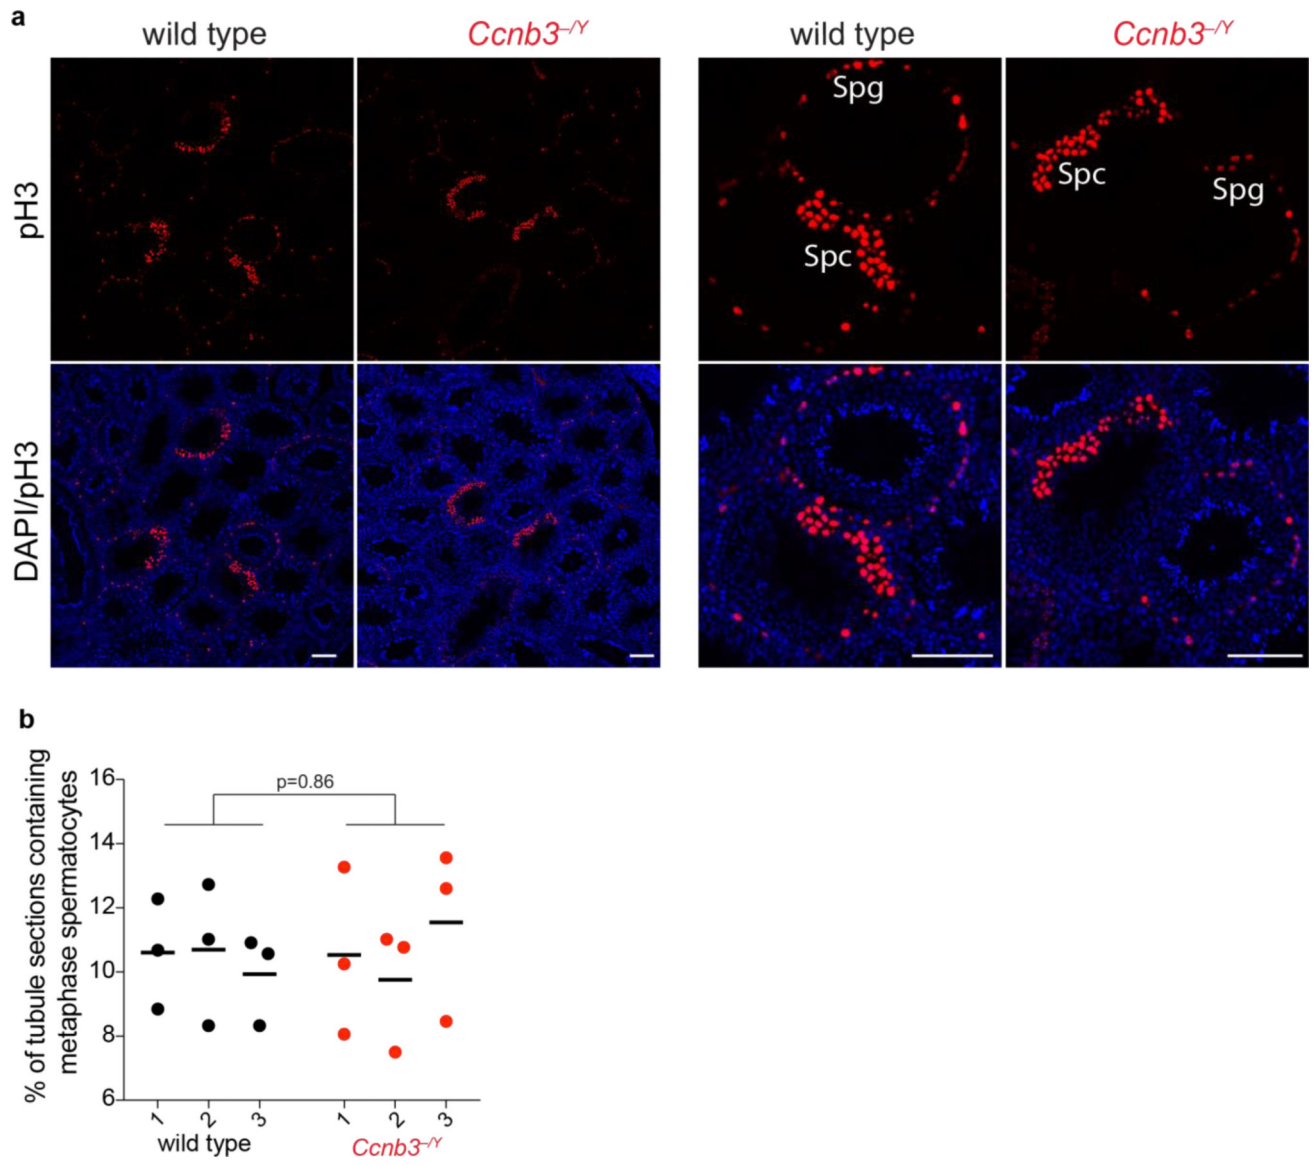 a
wild type
Ccnb3–/Y
wild type
Ccnb3–/Y
pH3
Spg
Spc
Spc
Spg
DAPI/pH3
b
% of tubule sections containing
metaphase spermatocytes
16
14
12
10
8
6
p=0.86
1 2 3 1 2 3
wild type
Ccnb3–/Y